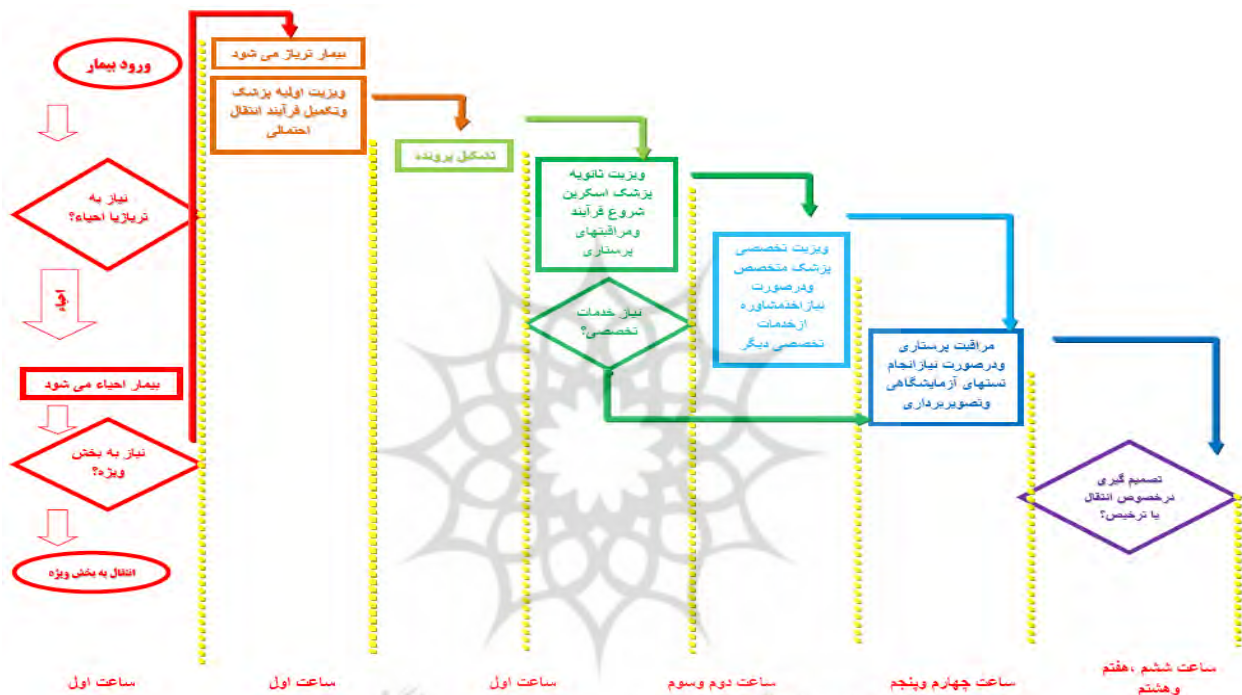 ورود بیمار
نیاز به
تریاژیا احیاء؟
احیاء
بیمار احیاء می شود
نیاز به بخش
ویژه؟
انتقال به بخش ویژه
بیمار تریاژ می شود
ویزیت اولیه پزشک
وتکمیل فرآیند انتقال
احتمالی
تشکیل پرونده
ویزیت ثانویه
پزشک اسکرین
شروع فرآیند
ومراقبتهای
پرستاری
نیاز خدمات
تخصصی؟
ویزیت تخصصی
پزشک متخصص
ودرصورت
نیازاخذمشاوره
ازخدمات
تخصصی دیگر
مراقبت پرستاری
ودرصورت نیازانجام
تستهای آزمایشگاهی
وتصویربرداری
تصمیم گیری
درخصوص انتقال
یا ترخیص؟
ساعت اول
ساعت اول
ساعت اول
ساعت دوم وسوم
ساعت چهارم وپنجم
ساعت ششم ،هفتم
وهشتم